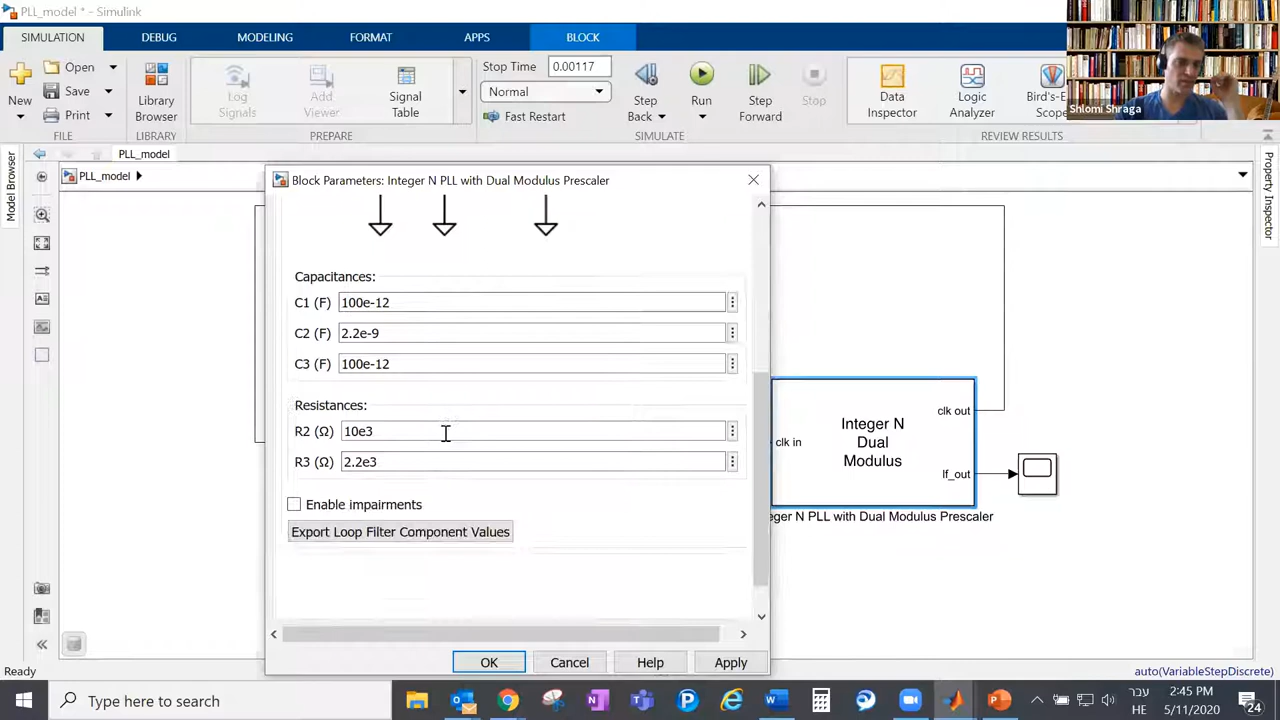 PLL_model * - Simulink
SIMULATION
DEBUG
MODELING
FORMAT
APPS
BLOCK
New
Open
Save
Print
FILE
Library
Browser
LIBRARY
Log
Signals
Add
Viewer
Signal
Table
PREPARE
Stop Time
0.00117
Normal
Fast Restart
Step
Back
Run
Step
Forward
Stop
SIMULATE
Data
Inspector
Logic
Analyzer
Bird's-E
Scop
REVIEW RESULTS
Shlomi Shraga
PLL_model
PLL_model
Model Browser
Property Inspector
Block Parameters: Integer N PLL with Dual Modulus Prescaler
Capacitances:
C1 (F) 100e-12
C2 (F) 2.2e-9
C3 (F) 100e-12
Resistances:
R2 (Ω) 10e3
R3 (Ω) 2.2e3
Enable impairments
Export Loop Filter Component Values
OK
Cancel
Help
Apply
clk in
Integer N
Dual
Modulus
clk out
lf_out
eger N PLL with Dual Modulus Prescaler
Ready
auto(VariableStepDiscrete)
Type here to search
עבר
HE
2:45 PM
5/11/2020
24